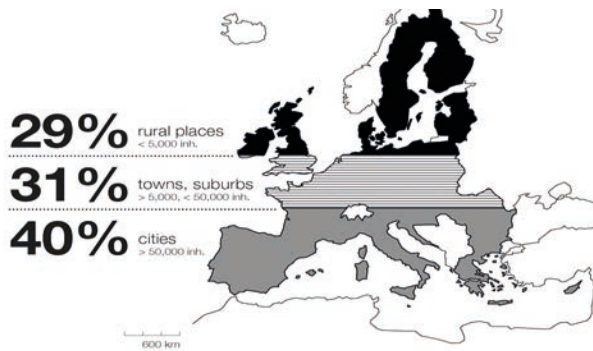 29% rural places
< 5,000 inh.
31% towns, suburbs
> 5,000, < 50,000 inh.
40% cities
> 50,000 inh.
600 km